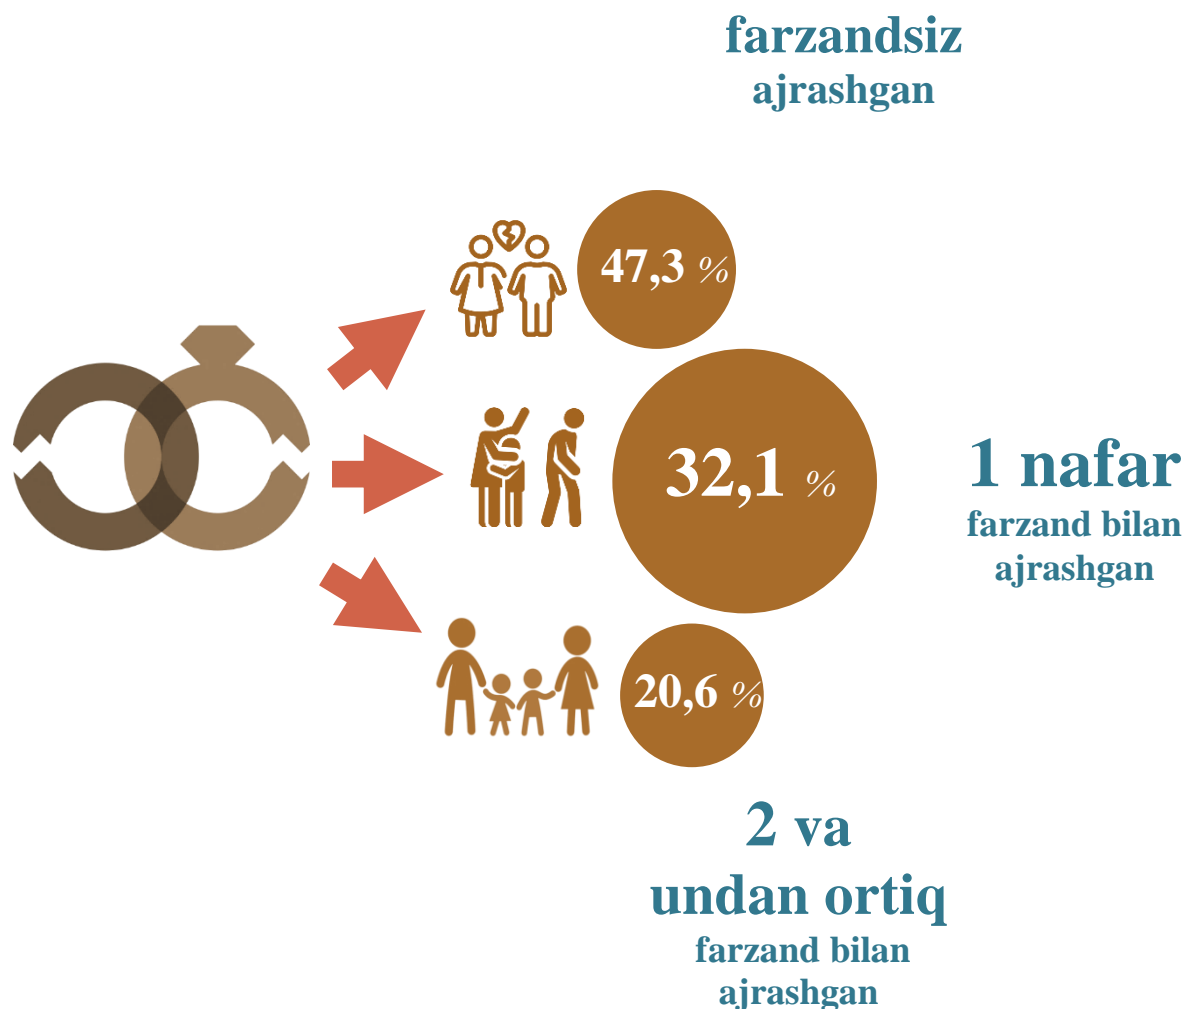 farzandsiz
ajrashgan
47,3 %
32,1 %
1 nafar
farzand bilan
ajrashgan
20,6 %
2 va
undan ortiq
farzand bilan
ajrashgan